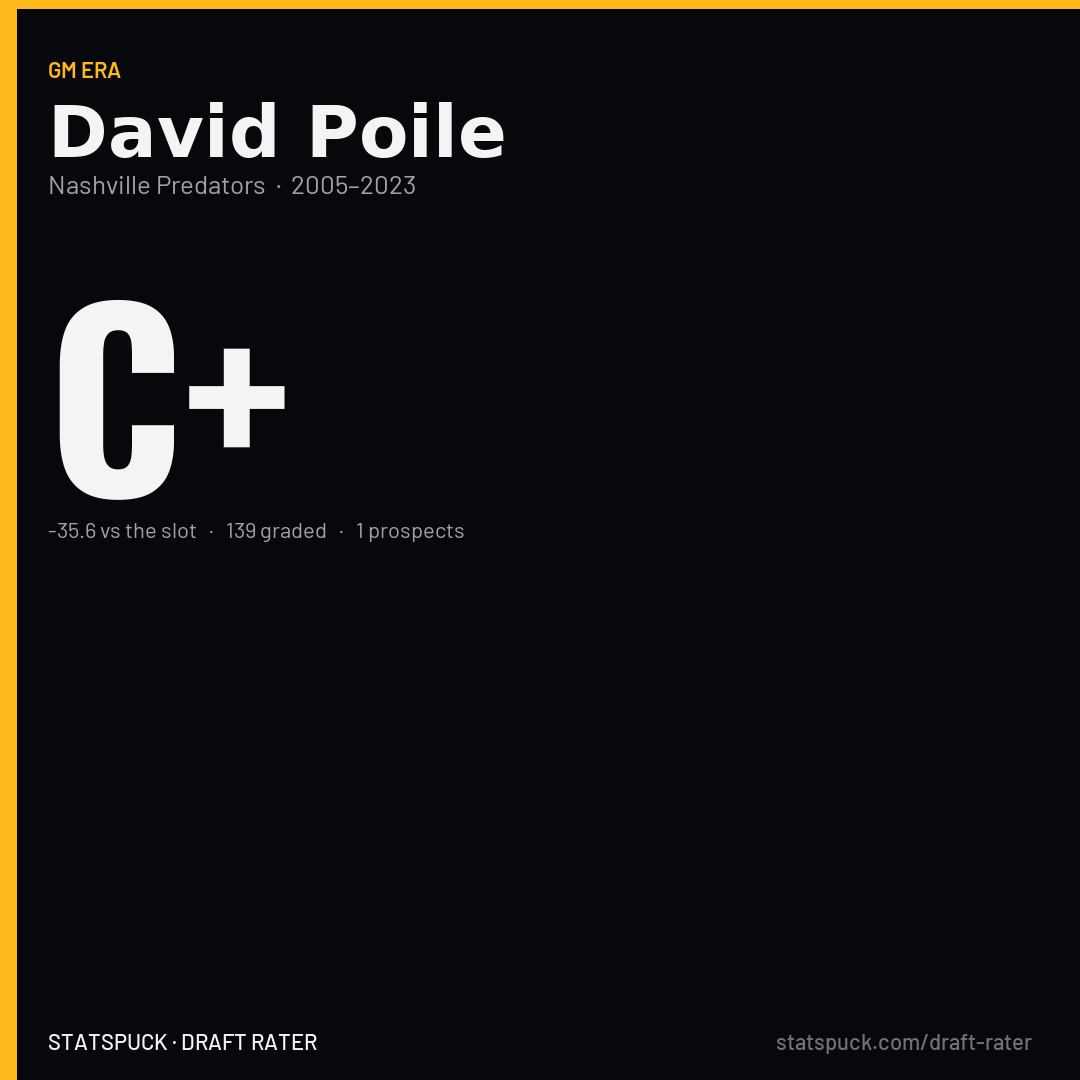 GM ERA
David Poile
Nashville Predators · 2005–2023
C+
-35.6 vs the slot · 139 graded · 1 prospects
STATSPUCK · DRAFT RATER
statspuck.com/draft-rater